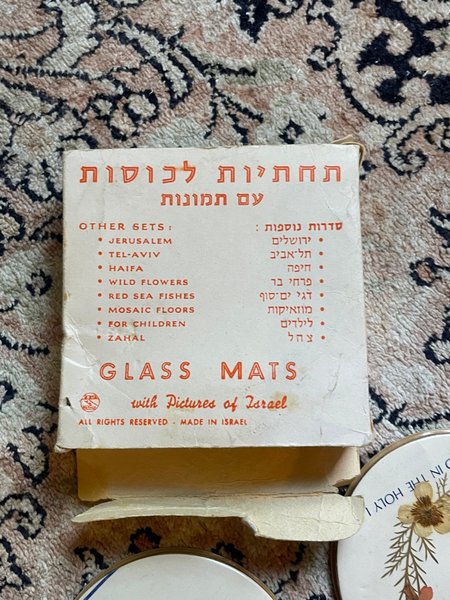 תחתיות לכוסות
עם תמונות
OTHER SETS :
• JERUSALEM
• TEL-AVIV
• HAIFA
• WILD FLOWERS
• RED SEA FISHES
• MOSAIC FLOORS
• FOR CHILDREN
• ZAHAL
סדרות נוספות :
• ירושלים
• תל-אביב
• חיפה
• פרחי בר
• דגי ים-סוף
• מוזאיקות
• לילדים
• צהל
GLASS MATS
with Pictures of Israel
ALL RIGHTS RESERVED - MADE IN ISRAEL
IN THE HOLY